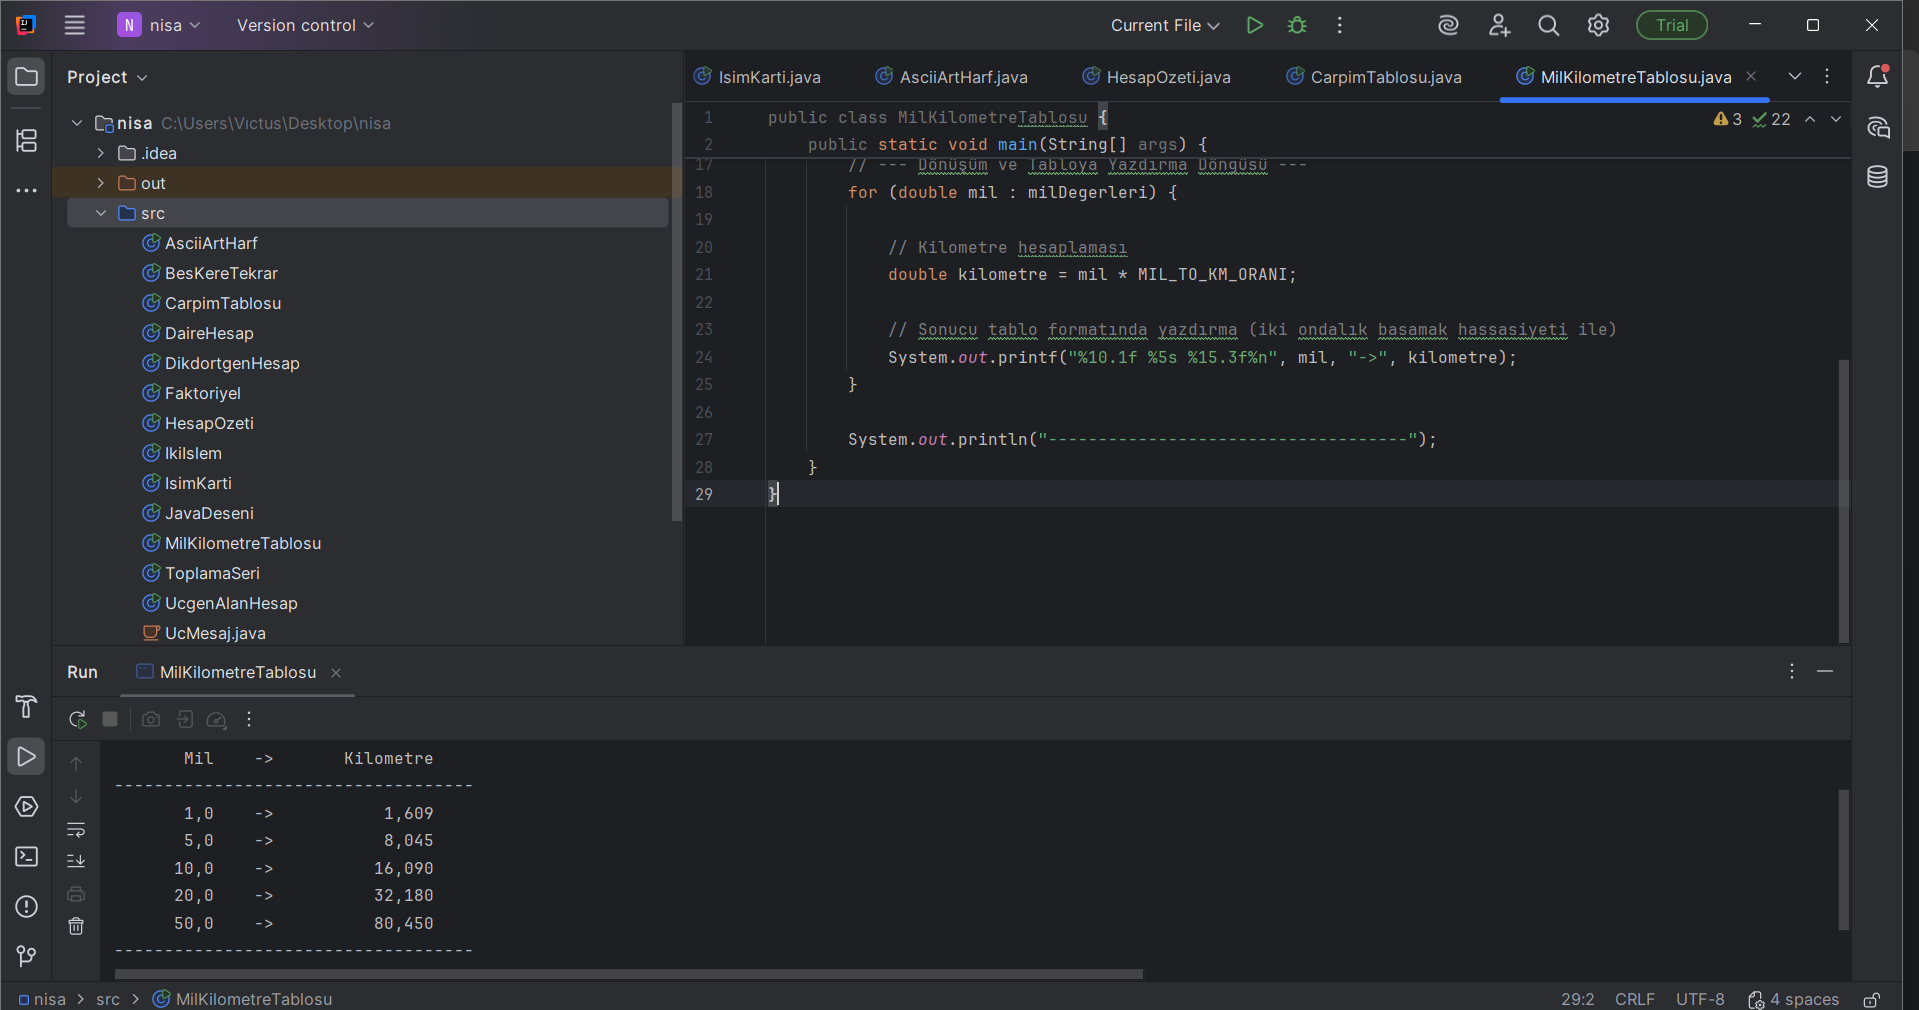 N nisa Version control Current File Trial
Project
nisa C:\Users\Vıctus\Desktop\nisa
.idea
out
src
AsciiArtHarf
BesKereTekrar
CarpimTablosu
DaireHesap
DikdortgenHesap
Faktoriyel
HesapOzeti
IkiIslem
IsimKarti
JavaDeseni
MilKilometreTablosu
ToplamaSeri
UcgenAlanHesap
UcMesaj.java
IsimKarti.java AsciiArtHarf.java HesapOzeti.java CarpimTablosu.java MilKilometreTablosu.java
3 22
1 public class MilKilometreTablosu {
2 public static void main(String[] args) {
17 // --- Dönüşüm ve Tabloya Yazdırma Döngüsü ---
18 for (double mil : milDegerleri) {
19
20 // Kilometre hesaplaması
21 double kilometre = mil * MIL_TO_KM_ORANI;
22
23 // Sonucu tablo formatında yazdırma (iki ondalık basamak hassasiyeti ile)
24 System.out.printf("%10.1f %5s %15.3f%n", mil, "->", kilometre);
25 }
26
27 System.out.println("------------------------------------");
28 }
29 }
Run MilKilometreTablosu
Mil -> Kilometre
------------------------------------
1,0 -> 1,609
5,0 -> 8,045
10,0 -> 16,090
20,0 -> 32,180
50,0 -> 80,450
------------------------------------
nisa > src > MilKilometreTablosu 29:2 CRLF UTF-8 4 spaces